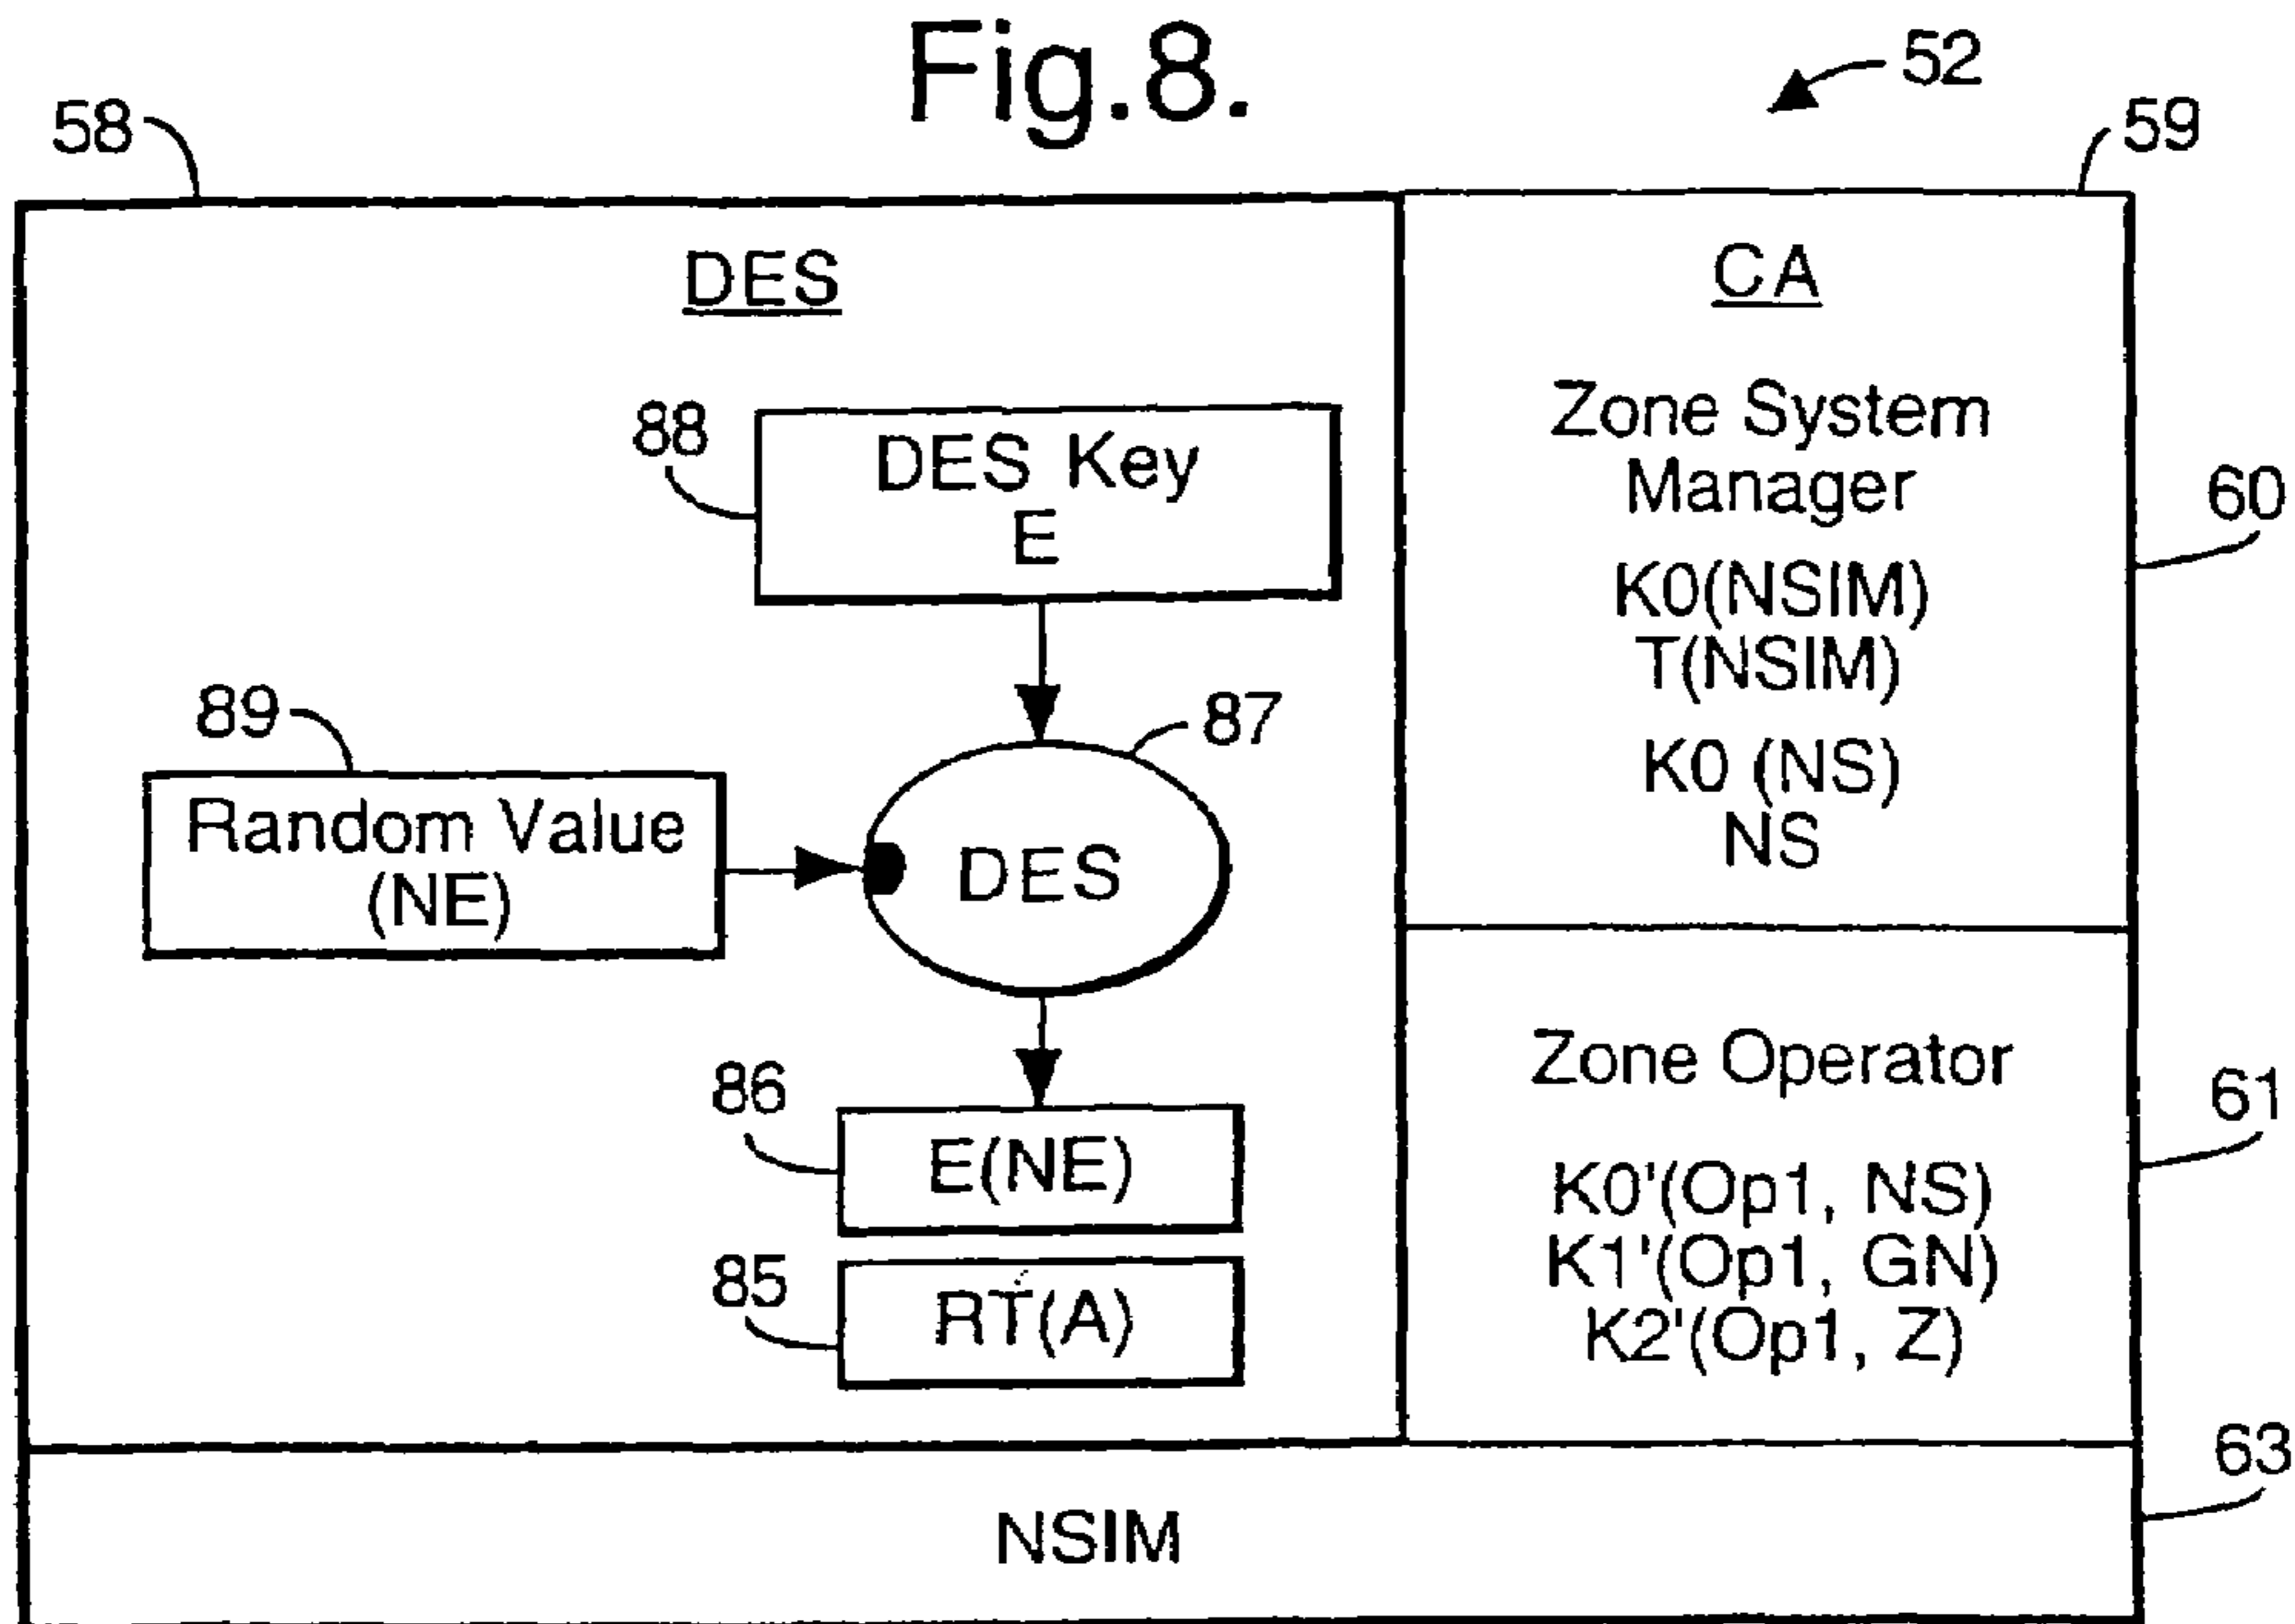 Fig.8.
52
58
59
DES
CA
Zone System
Manager
60
K0(NSIM)
T(NSIM)
K0 (NS)
NS
88
DES Key
E
89
87
Random Value
(NE)
DES
86
E(NE)
85
RT(A)
Zone Operator
61
K0'(Op1, NS)
K1'(Op1, GN)
K2'(Op1, Z)
63
NSIM